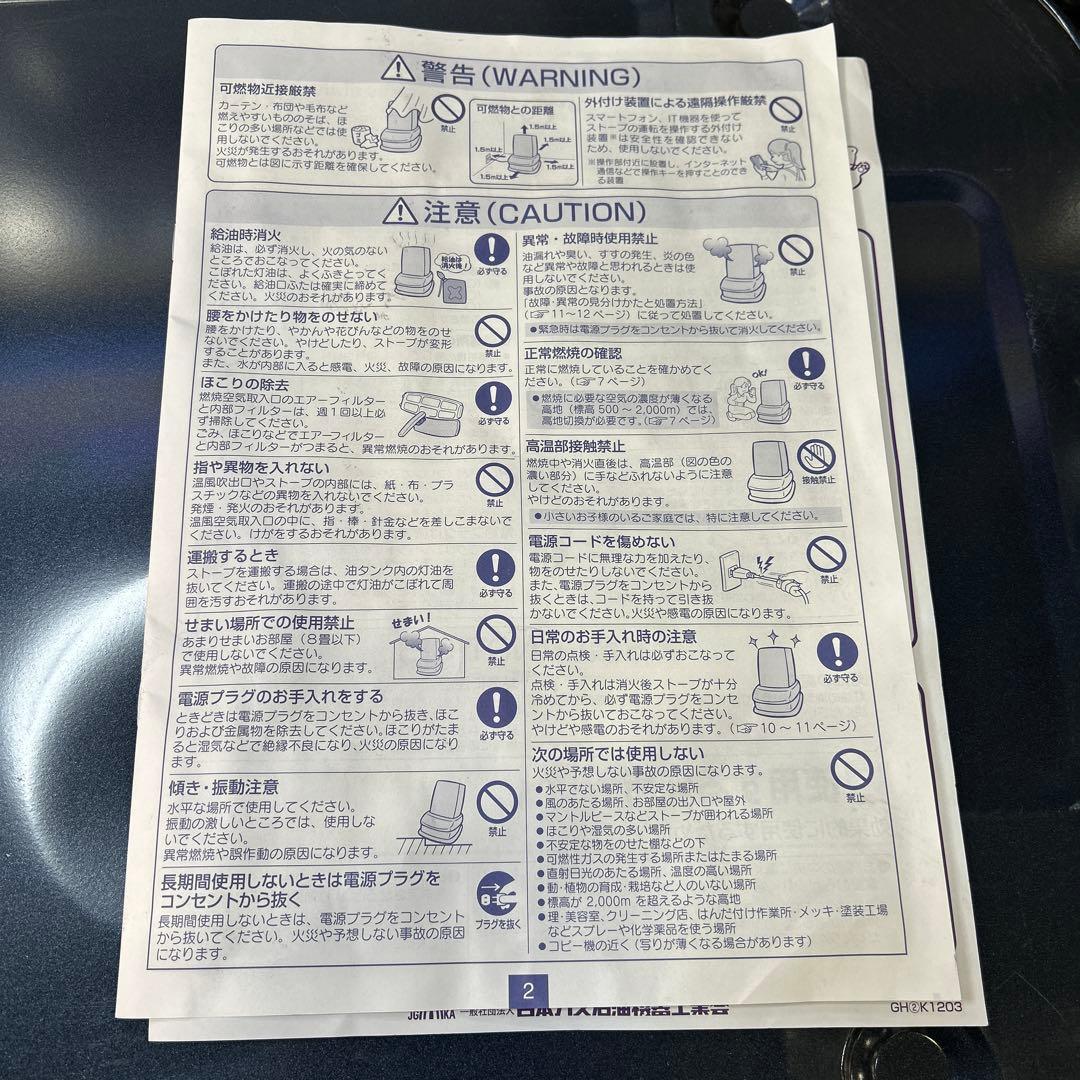 警告(WARNING)
可燃物近接厳禁
カーテン・布団や毛布など
燃えやすいもののそば、ほ
こりの多い場所などでは使
用しないでください。
火災が発生するおそれがあります。
可燃物とは図に示す距離を確保してください。
禁止
可燃物との距離
1.5m以上
1.5m以上
1.5m以上
1.5m以上
1.5m以上
外付け装置による遠隔操作厳禁
スマートフォン、IT機器を使って
ストーブの運転を操作する外付け
装置※は安全性を確認できない
ため、使用しないでください。
※操作部付近に設置し、インターネット
通信などで操作キーを押すことのでき
る装置
禁止
注意(CAUTION)
給油時消火
給油は、必ず消火し、火の気のない
ところでおこなってください。
こぼれた灯油は、よくふきとってく
ださい。給油口ふたは確実に締めて
ください。火災のおそれがあります。
給油は
消火後!
必ず守る
腰をかけたり物をのせない
腰をかけたり、やかんや花びんなどの物をのせ
ないでください。やけどしたり、ストーブが変形
することがあります。
また、水が内部に入ると感電、火災、故障の原因になります。
禁止
ほこりの除去
燃焼空気取入口のエアーフィルター
と内部フィルターは、週1回以上必
ず掃除してください。
ごみ、ほこりなどでエアーフィルター
と内部フィルターがつまると、異常燃焼のおそれがあります。
必ず守る
指や異物を入れない
温風吹出口やストーブの内部には、紙・布・プラ
スチックなどの異物を入れないでください。
発煙・発火のおそれがあります。
温風空気取入口の中に、指・棒・針金などを差しこまないで
ください。けがをするおそれがあります。
禁止
運搬するとき
ストーブを運搬する場合は、油タンク内の灯油を
抜いてください。運搬の途中で灯油がこぼれて周
囲を汚すおそれがあります。
必ず守る
せまい場所での使用禁止
あまりせまいお部屋(8畳以下)
で使用しないでください。
異常燃焼や故障の原因になります。
せまい!
禁止
電源プラグのお手入れをする
ときどきは電源プラグをコンセントから抜き、ほこ
りおよび金属物を除去してください。ほこりがたま
ると湿気などで絶縁不良になり、火災の原因になり
ます。
必ず守る
傾き・振動注意
水平な場所で使用してください。
振動の激しいところでは、使用しな
いでください。
異常燃焼や誤作動の原因になります。
禁止
長期間使用しないときは電源プラグを
コンセントから抜く
長期間使用しないときは、電源プラグをコンセント
から抜いてください。火災や予想しない事故の原因
になります。
プラグを抜く
異常・故障時使用禁止
油漏れや臭い、すすの発生、炎の色
など異常や故障と思われるときは使
用しないでください。
事故の原因となります。
「故障・異常の見分けかたと処置方法」
(☞11〜12ページ)に従って処置してください。
●緊急時は電源プラグをコンセントから抜いて消火してください。
禁止
正常燃焼の確認
正常に燃焼していることを確かめてく
ださい。(☞7ページ)
●燃焼に必要な空気の濃度が薄くなる
高地(標高500〜2,000m)では、
高地切換が必要です。(☞7ページ)
OK!
必ず守る
高温部接触禁止
燃焼中や消火直後は、高温部(図の色の
濃い部分)に手などふれないように注意
してください。
やけどのおそれがあります。
●小さいお子様のいるご家庭では、特に注意してください。
接触禁止
電源コードを傷めない
電源コードに無理な力を加えたり、
物をのせたりしないでください。
また、電源プラグをコンセントから
抜くときは、コードを持って引き抜
かないでください。火災や感電の原因になります。
禁止
日常のお手入れ時の注意
日常の点検・手入れは必ずおこなって
ください。
点検・手入れは消火後ストーブが十分
冷めてから、必ず電源プラグをコンセ
ントから抜いておこなってください。
やけどや感電のおそれがあります。(☞10〜11ページ)
必ず守る
次の場所では使用しない
火災や予想しない事故の原因になります。
●水平でない場所、不安定な場所
●風のあたる場所、お部屋の出入口や屋外
●マントルピースなどストーブが囲われる場所
●ほこりや湿気の多い場所
●不安定な物をのせた棚などの下
●可燃性ガスの発生する場所またはたまる場所
●直射日光のあたる場所、温度の高い場所
●動・植物の育成・栽培など人のいない場所
●標高が2,000mを超えるような高地
●理・美容室、クリーニング店、はんだ付け作業所・メッキ・塗装工場
などスプレーや化学薬品を使う場所
●コピー機の近く(写りが薄くなる場合があります)
禁止
2
一般社団法人 日本ガス石油機器工業会
GH②K1203